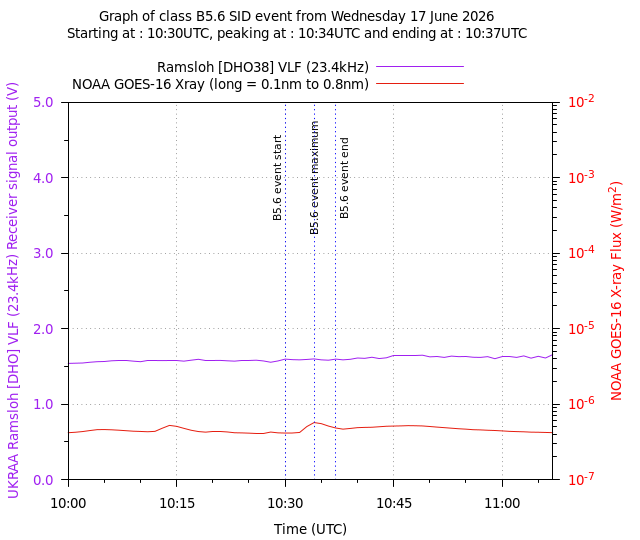 Graph of class B5.6 SID event from Wednesday 17 June 2026
Starting at : 10:30UTC, peaking at : 10:34UTC and ending at : 10:37UTC
Ramsloh [DHO38] VLF (23.4kHz)
NOAA GOES-16 Xray (long = 0.1nm to 0.8nm)
UKRAA Ramsloh [DHO] VLF (23.4kHz) Receiver signal output (V)
5.0
4.0
3.0
2.0
1.0
0.0
B5.6 event start
B5.6 event maximum
B5.6 event end
10⁻²
10⁻³
10⁻⁴
10⁻⁵
10⁻⁶
10⁻⁷
NOAA GOES-16 X-ray Flux (W/m²)
10:00 10:15 10:30 10:45 11:00
Time (UTC)